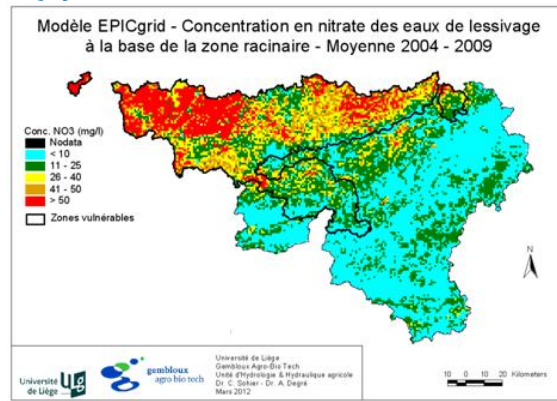 Modèle EPICgrid - Concentration en nitrate des eaux de lessivage
à la base de la zone racinaire - Moyenne 2004 - 2009
Conc. NO3 (mg/l)
Nodata
< 10
11 - 25
26 - 40
41 - 50
> 50
Zones vulnérables
N
Université de Liège
Gembloux Agro-Bio Tech
Unité d'Hydrologie & Hydraulique agricole
Dr. C. Sohier - Dr. A. Degré
Mars 2012
Université de Liège
gembloux
agro bio tech
10 0 10 20 Kilometers